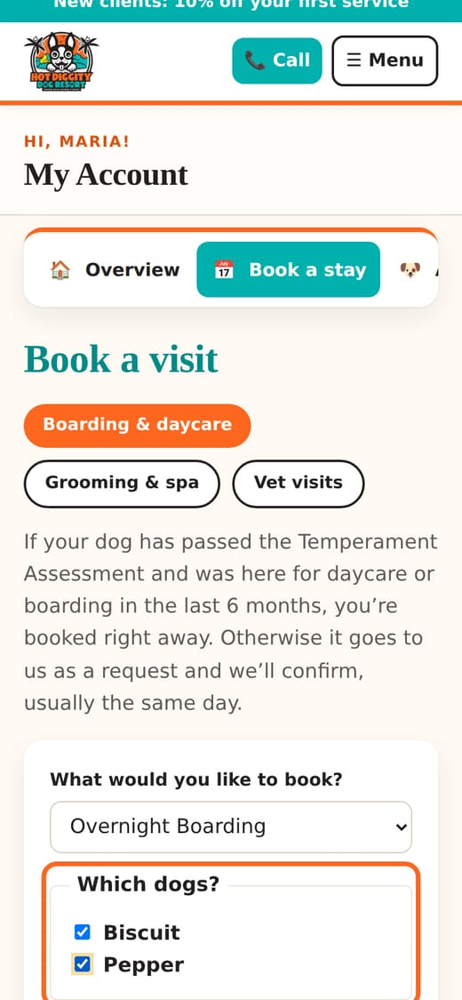 New clients: 10% off your first service
HOT DIGGITY
DOG RESORT
Call
☰ Menu
HI, MARIA!
My Account
Overview
July
17
Book a stay
Book a visit
Boarding & daycare
Grooming & spa
Vet visits
If your dog has passed the Temperament
Assessment and was here for daycare or
boarding in the last 6 months, you’re
booked right away. Otherwise it goes to
us as a request and we’ll confirm,
usually the same day.
What would you like to book?
Overnight Boarding
Which dogs?
Biscuit
Pepper